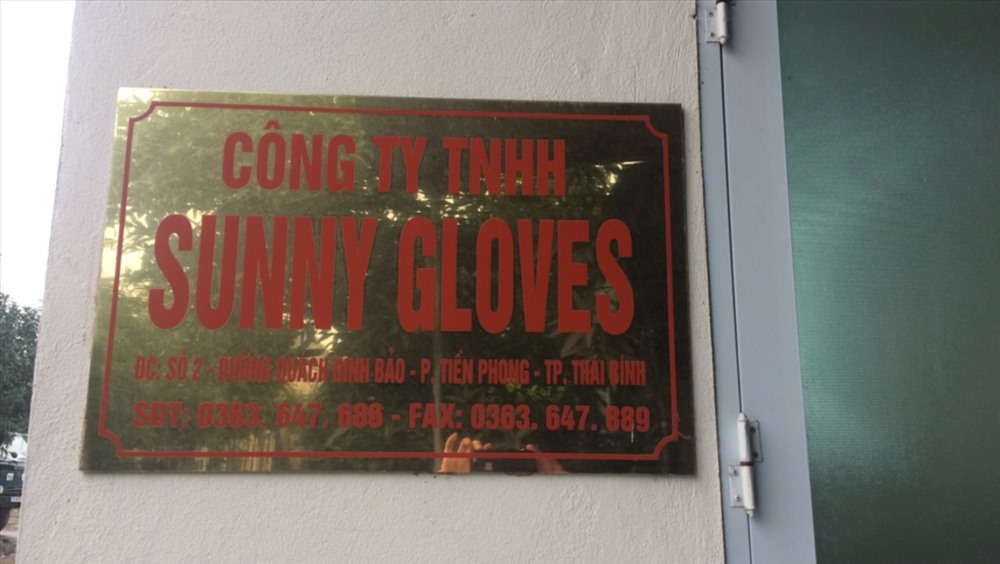 CÔNG TY TNHH
SUNNY GLOVES
ĐC: SỐ 2 - ĐƯỜNG QUÁCH ĐÌNH BẢO - P. TIỀN PHONG - TP. THÁI BÌNH
SĐT: 0363. 647. 686 - FAX: 0363. 647. 889